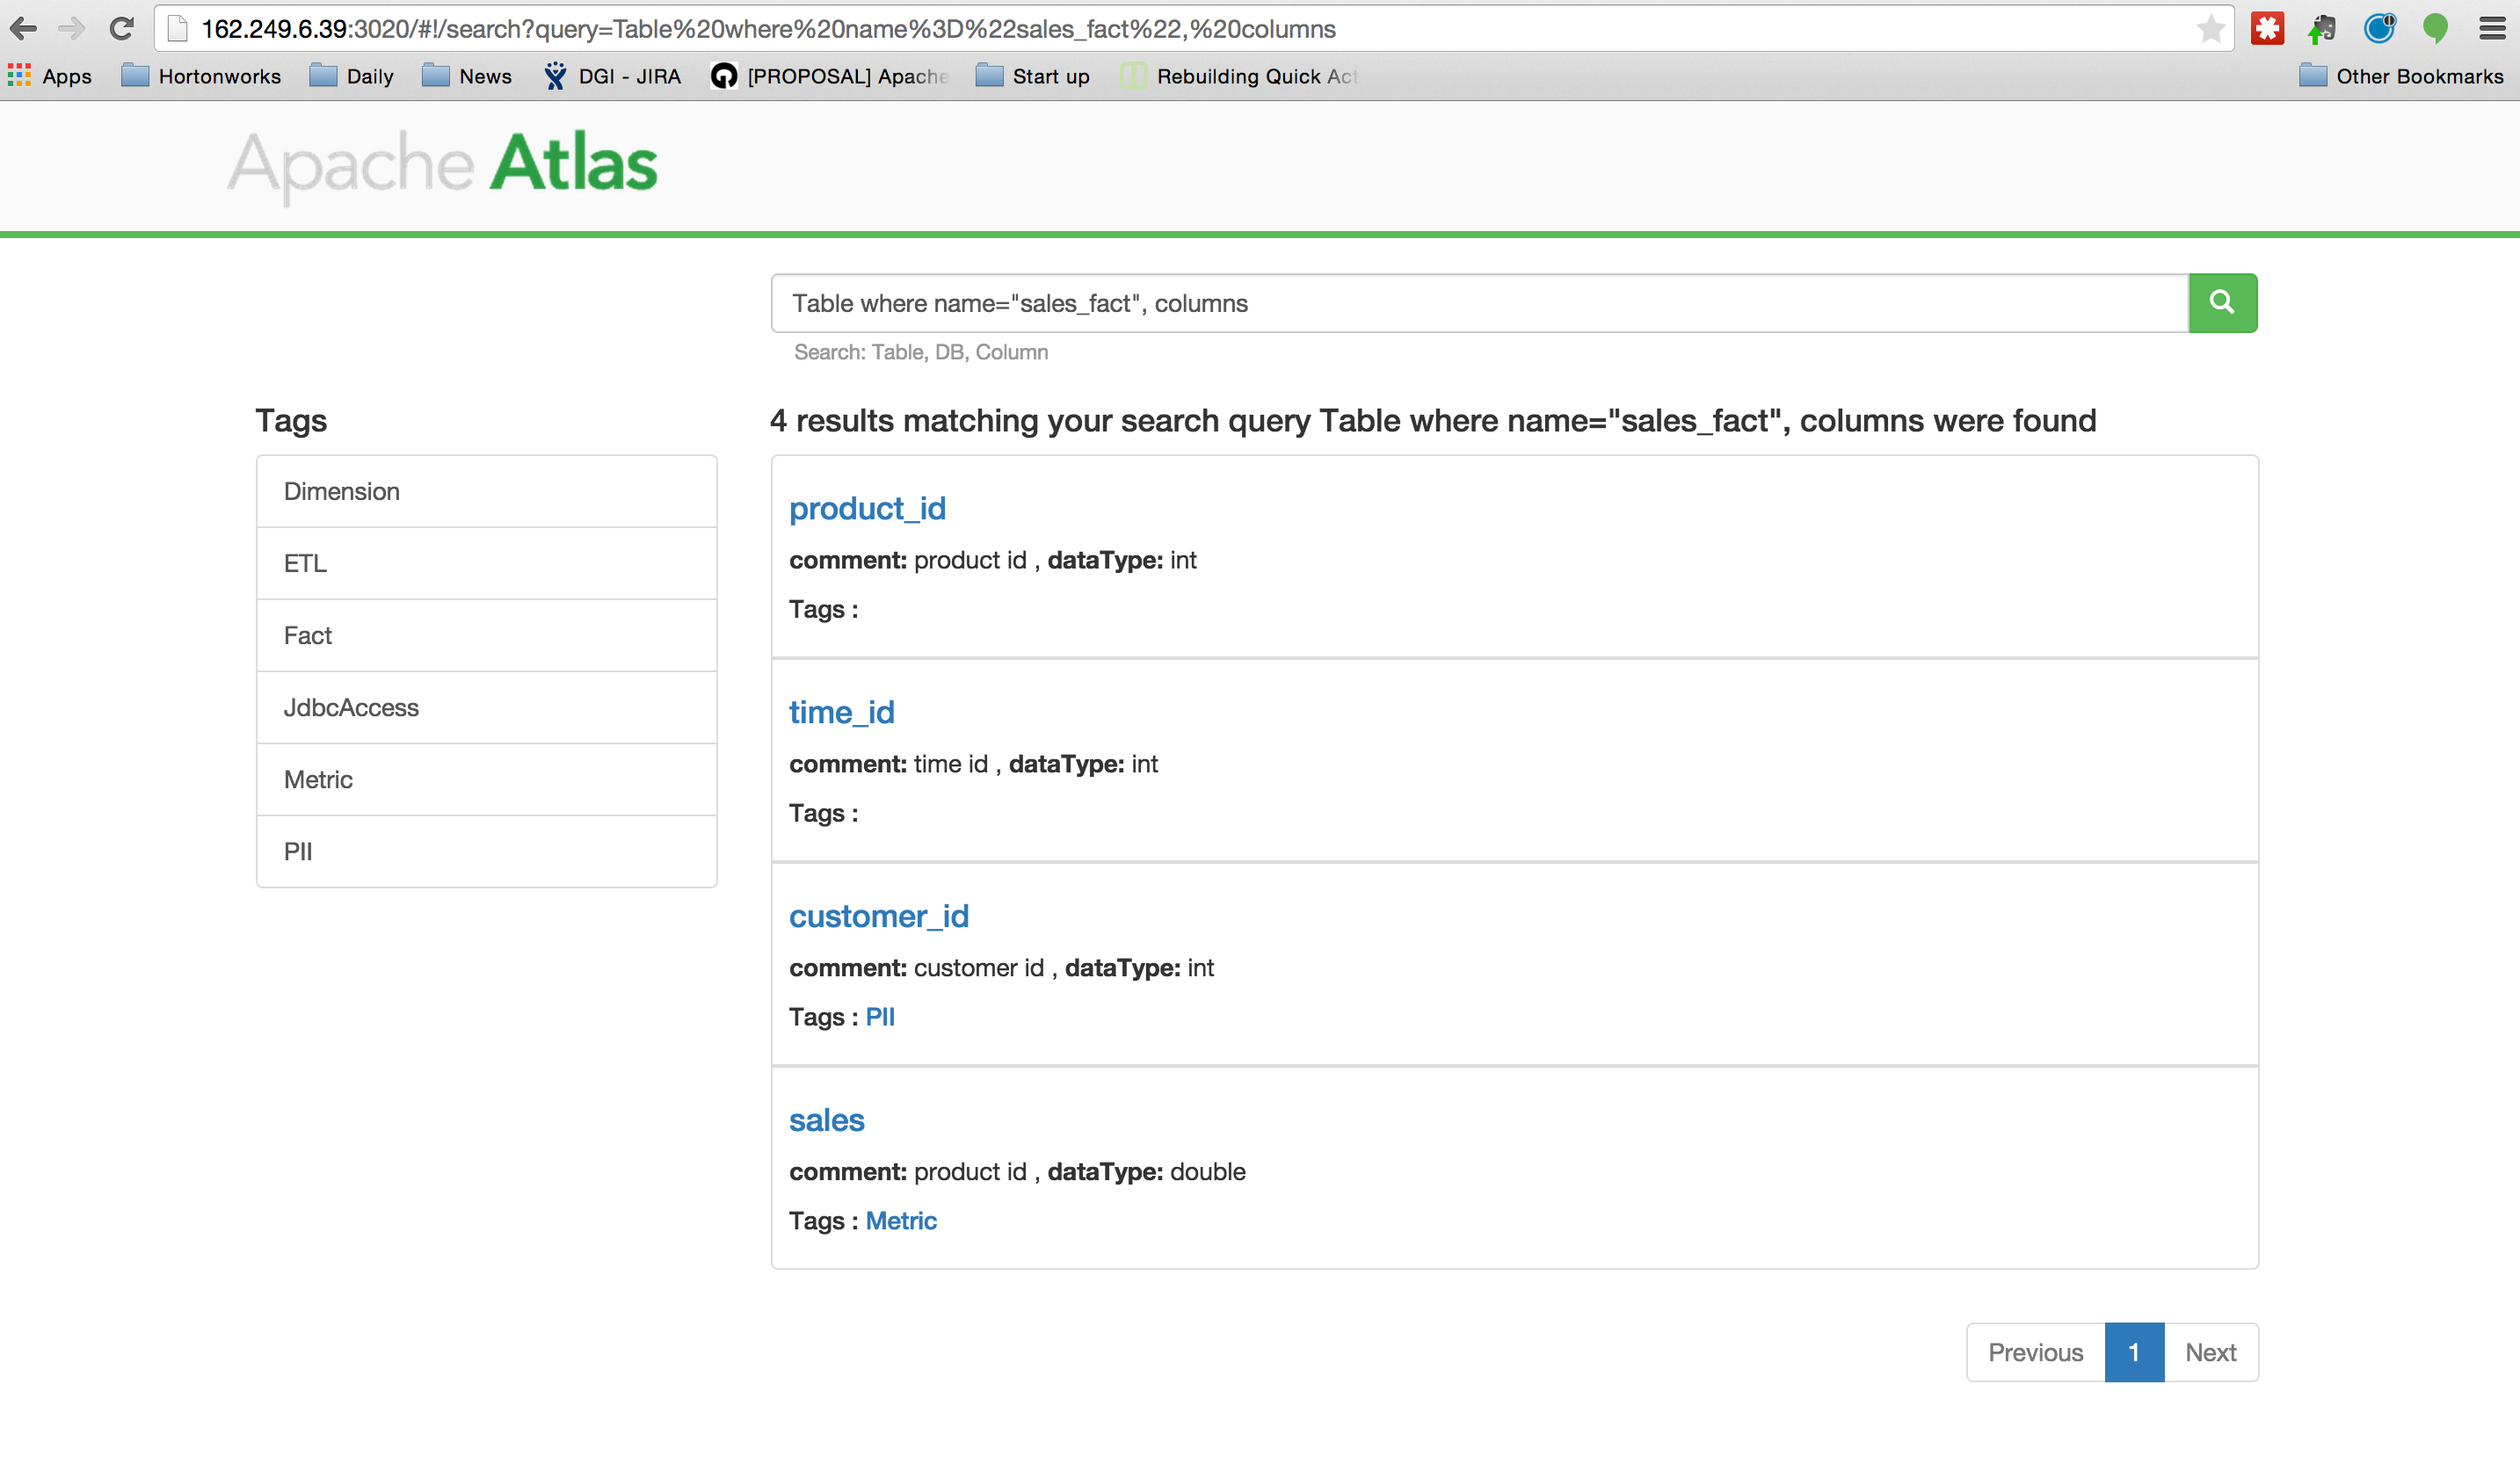 162.249.6.39:3020/#!/search?query=Table%20where%20name%3D%22sales_fact%22,%20columns
Apps Hortonworks Daily News DGI - JIRA [PROPOSAL] Apache Start up Rebuilding Quick Act Other Bookmarks
Apache Atlas
Table where name="sales_fact", columns
Search: Table, DB, Column
Tags
Dimension
ETL
Fact
JdbcAccess
Metric
PII
4 results matching your search query Table where name="sales_fact", columns were found
product_id
comment: product id , dataType: int
Tags :
time_id
comment: time id , dataType: int
Tags :
customer_id
comment: customer id , dataType: int
Tags : PII
sales
comment: product id , dataType: double
Tags : Metric
Previous 1 Next